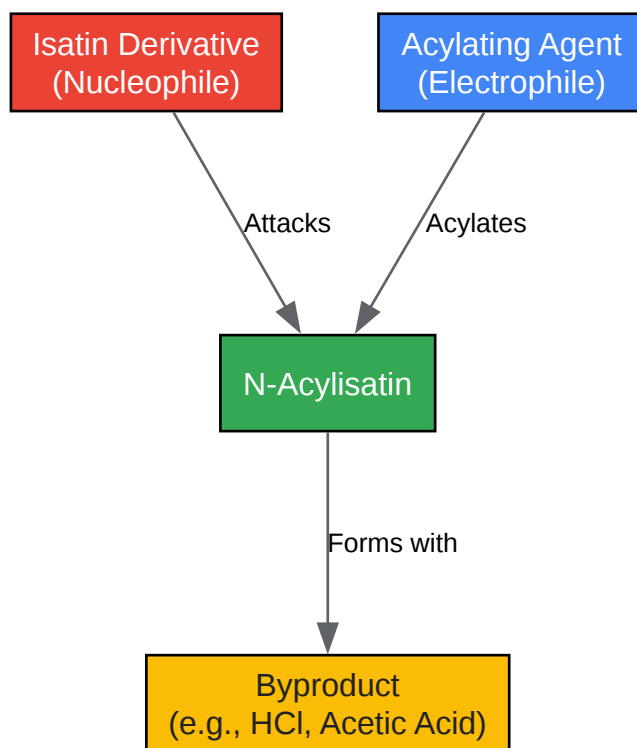 Isatin Derivative
(Nucleophile)
Acylating Agent
(Electrophile)
Attacks
Acylates
N-Acylisatin
Forms with
Byproduct
(e.g., HCl, Acetic Acid)